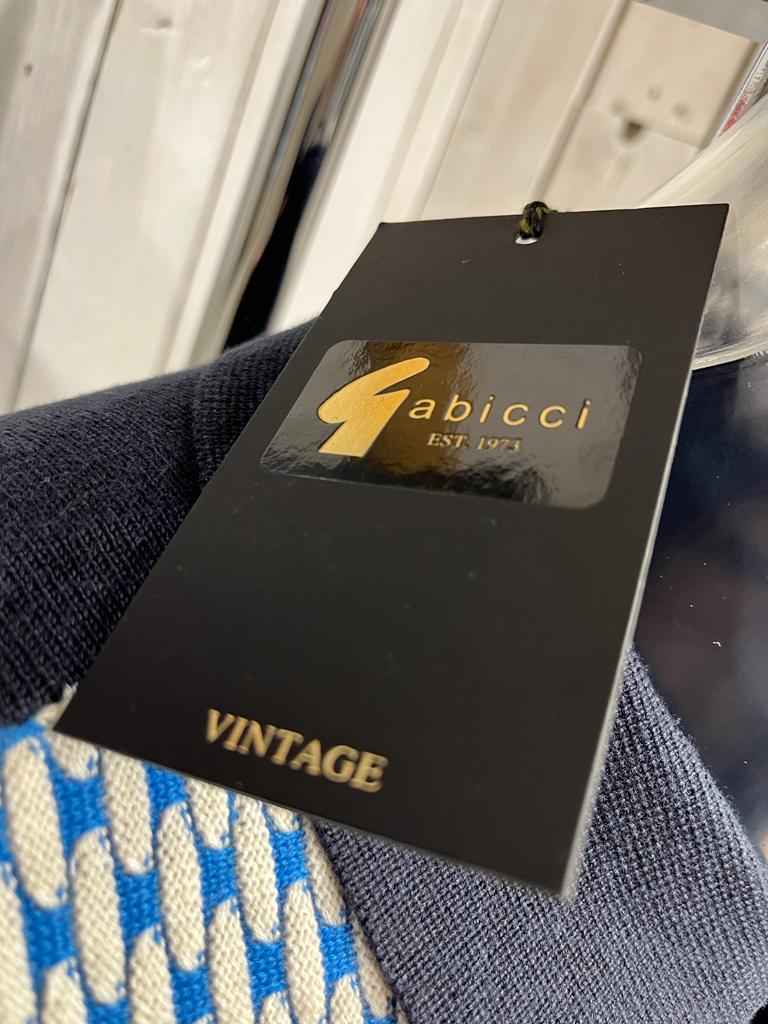 Gabicci
EST. 1973
VINTAGE